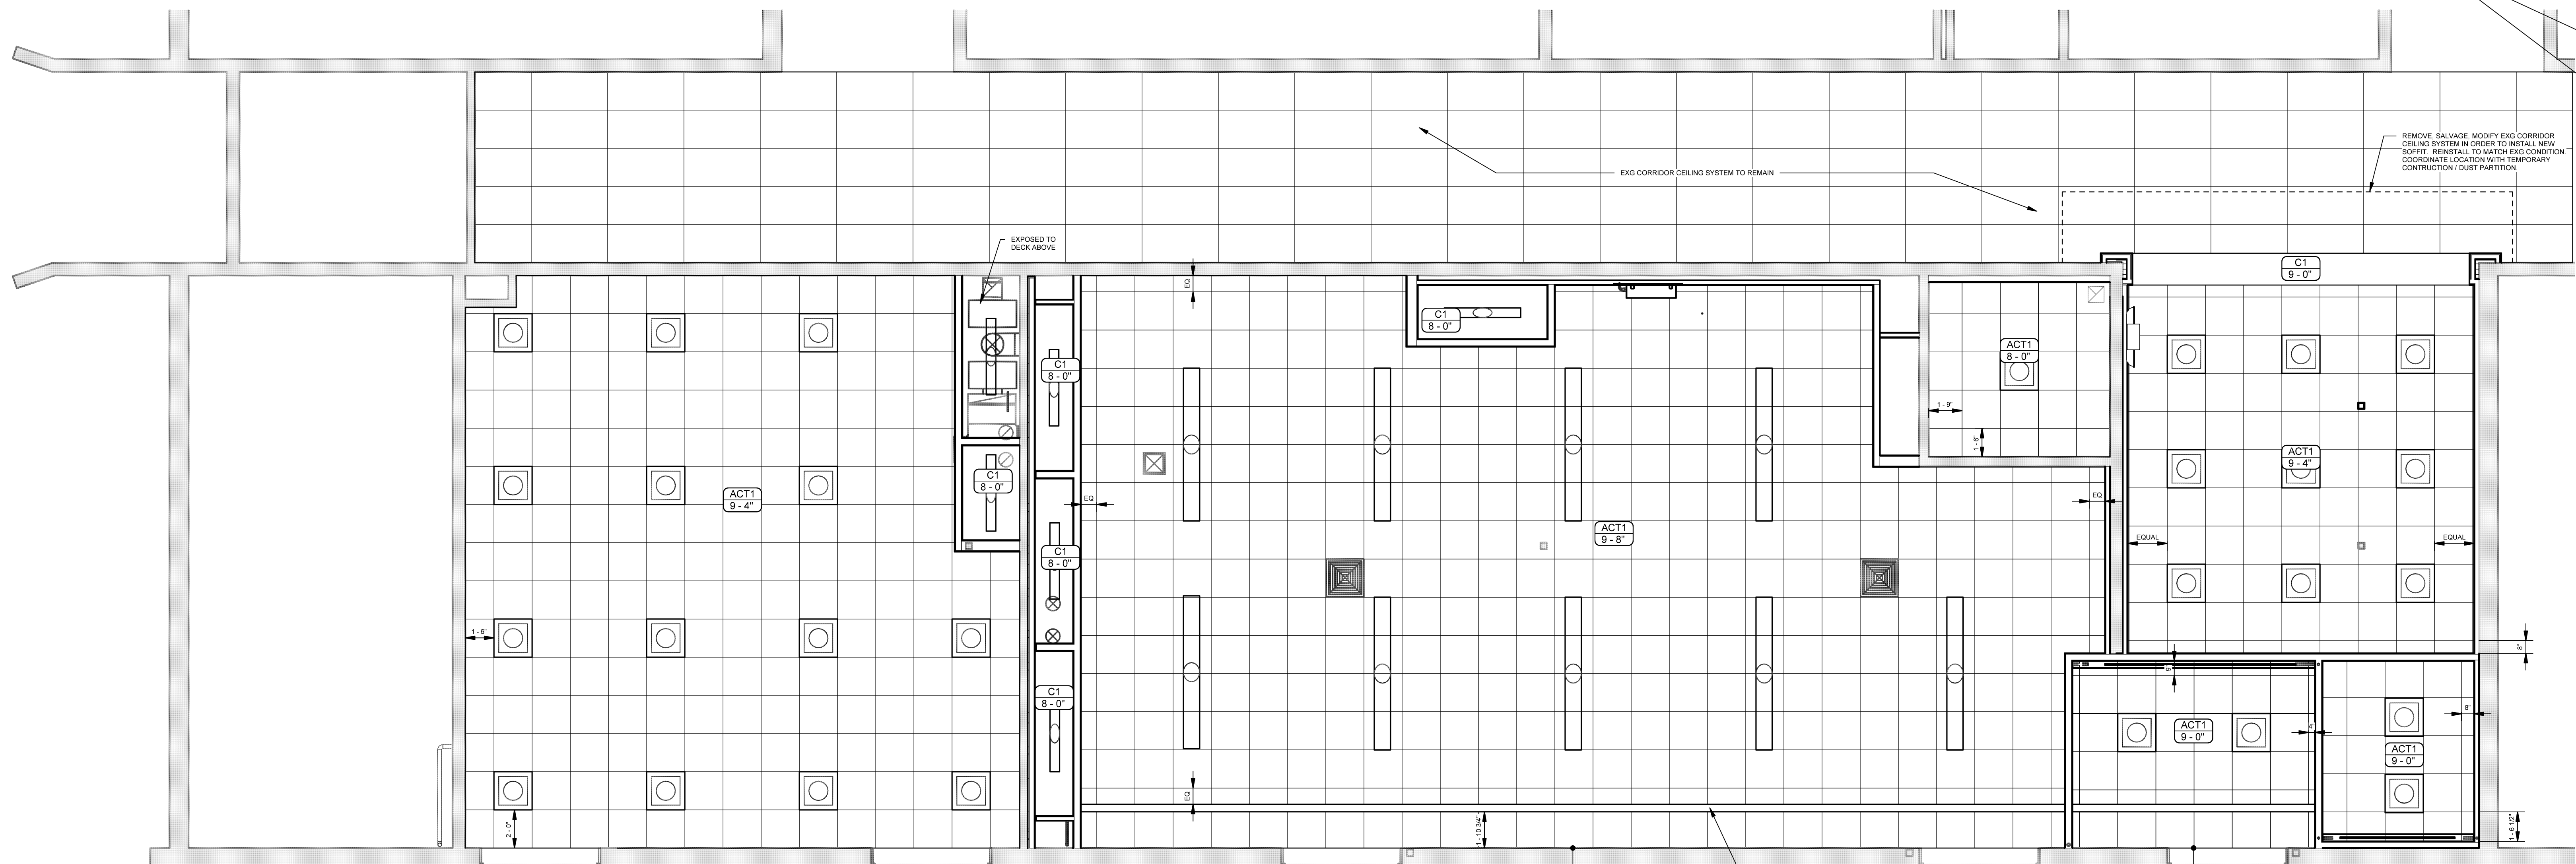 REMOVE, SALVAGE, MODIFY EXG CORRIDOR
CEILING SYSTEM IN ORDER TO INSTALL NEW
SOFFIT. REINSTALL TO MATCH EXG CONDITION.
COORDINATE LOCATION WITH TEMPORARY
CONTRUCTION / DUST PARTITION.
EXG CORRIDOR CEILING SYSTEM TO REMAIN
EXPOSED TO
DECK ABOVE
C1
9 - 0"
EQ
C1
8 - 0"
ACT1
8 - 0"
C1
8 - 0"
1 - 9"
1 - 6"
ACT1
9 - 4"
C1
8 - 0"
ACT1
9 - 4"
EQ
EQ
ACT1
9 - 8"
EQUAL
EQUAL
C1
8 - 0"
1 - 6"
8"
9"
C1
8 - 0"
8"
4"
ACT1
9 - 0"
ACT1
9 - 0"
EQ
2 - 0"
1 - 10 3/4"
1 - 6 1/2"